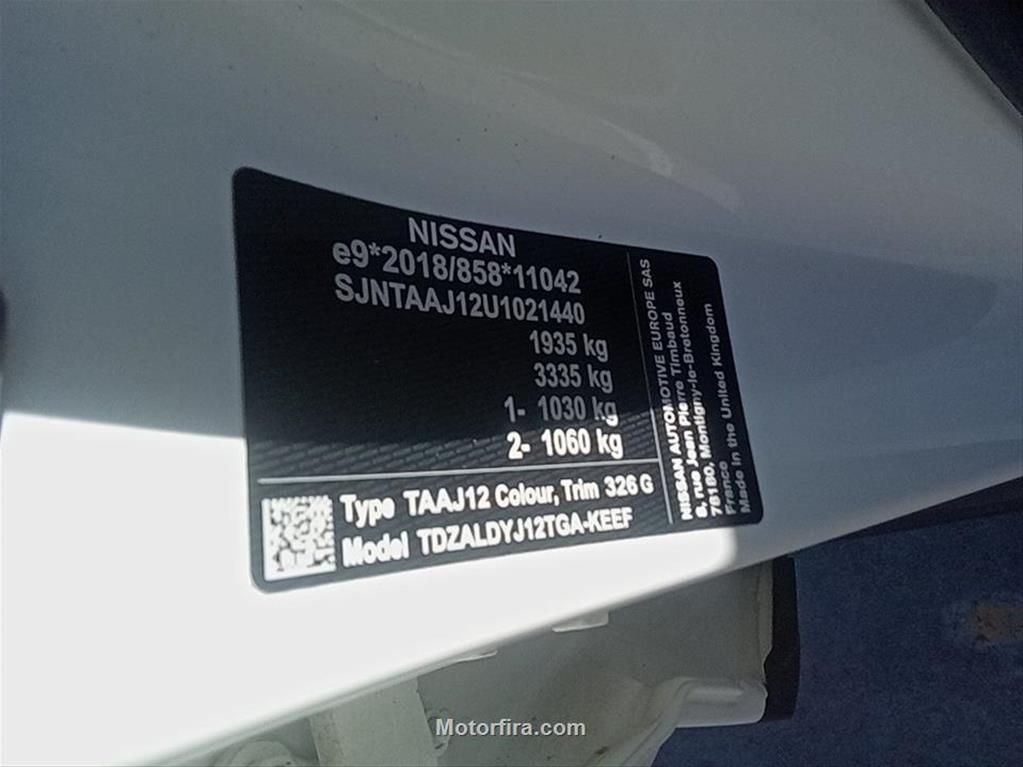 NISSAN
e9*2018/858*11042
SJNTAAJ12U1021440
1935 kg
3335 kg
1- 1030 kg
2- 1060 kg
Type TAAJ12 Colour,Trim 326 G
Model TDZALDYJ12TGA-KEEF
NISSAN AUTOMOTIVE EUROPE SAS
8, rue Jean Pierre Timbaud
78180, Montigny-le-Bretonneux
France
Made in the United Kingdom
Motorfira.com